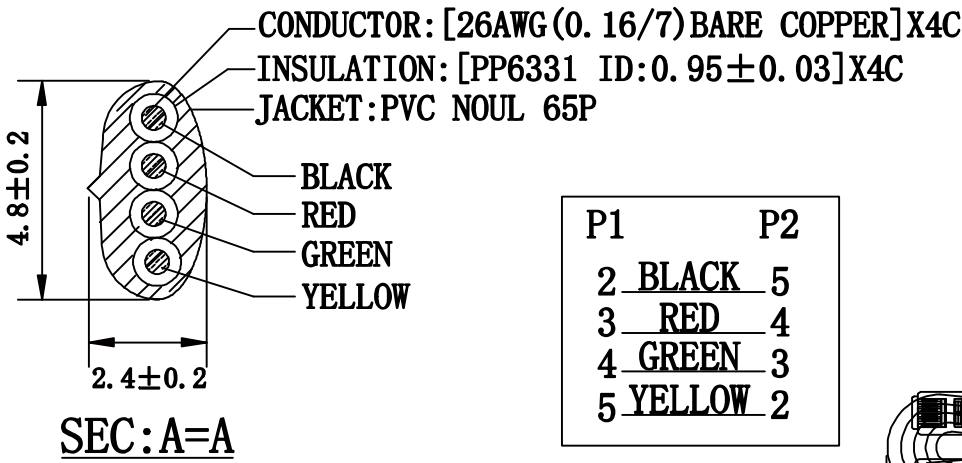 CONDUCTOR:[26AWG(0.16/7)BARE COPPER]X4C
INSULATION:[PP6331 ID:0.95±0.03]X4C
JACKET:PVC NOUL 65P
4.8±0.2
BLACK
RED
GREEN
YELLOW
2.4±0.2
SEC:A=A
P1 P2
2 BLACK 5
3 RED 4
4 GREEN 3
5 YELLOW 2